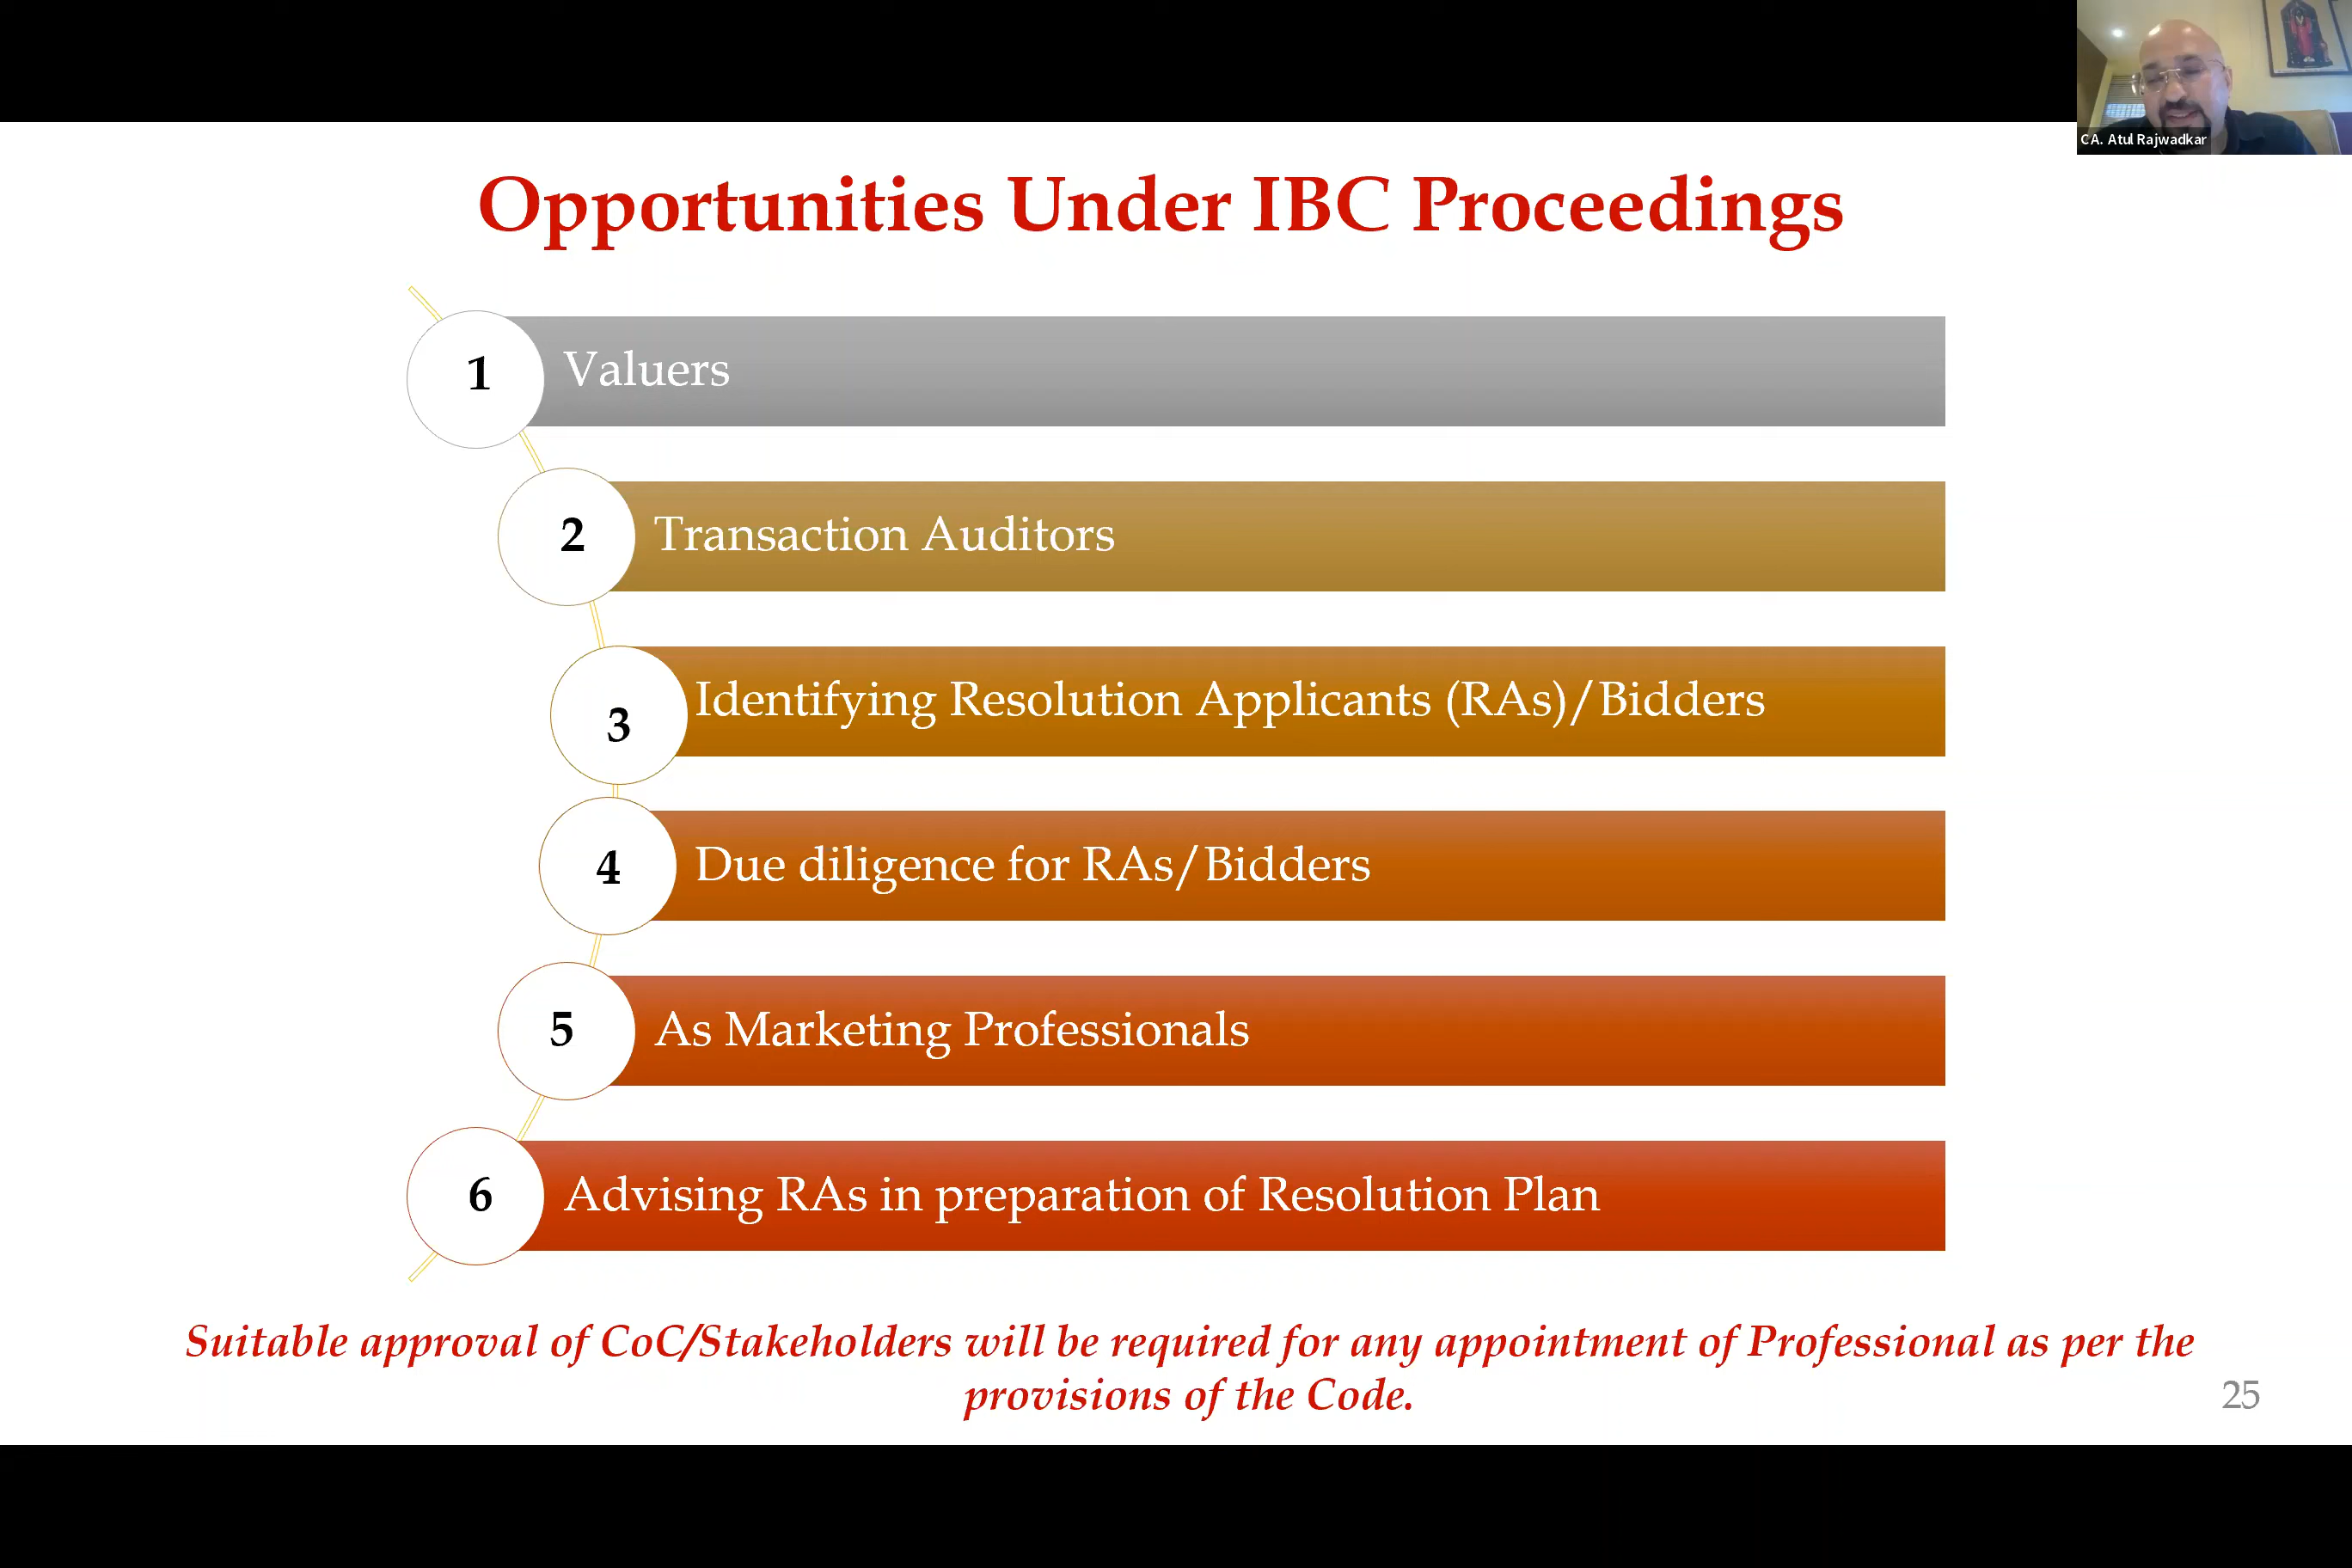 CA. Atul Rajwadkar
Opportunities Under IBC Proceedings
1 Valuers
2 Transaction Auditors
3 Identifying Resolution Applicants (RAs)/Bidders
4 Due diligence for RAs/Bidders
5 As Marketing Professionals
6 Advising RAs in preparation of Resolution Plan
Suitable approval of CoC/Stakeholders will be required for any appointment of Professional as per the
provisions of the Code.
25